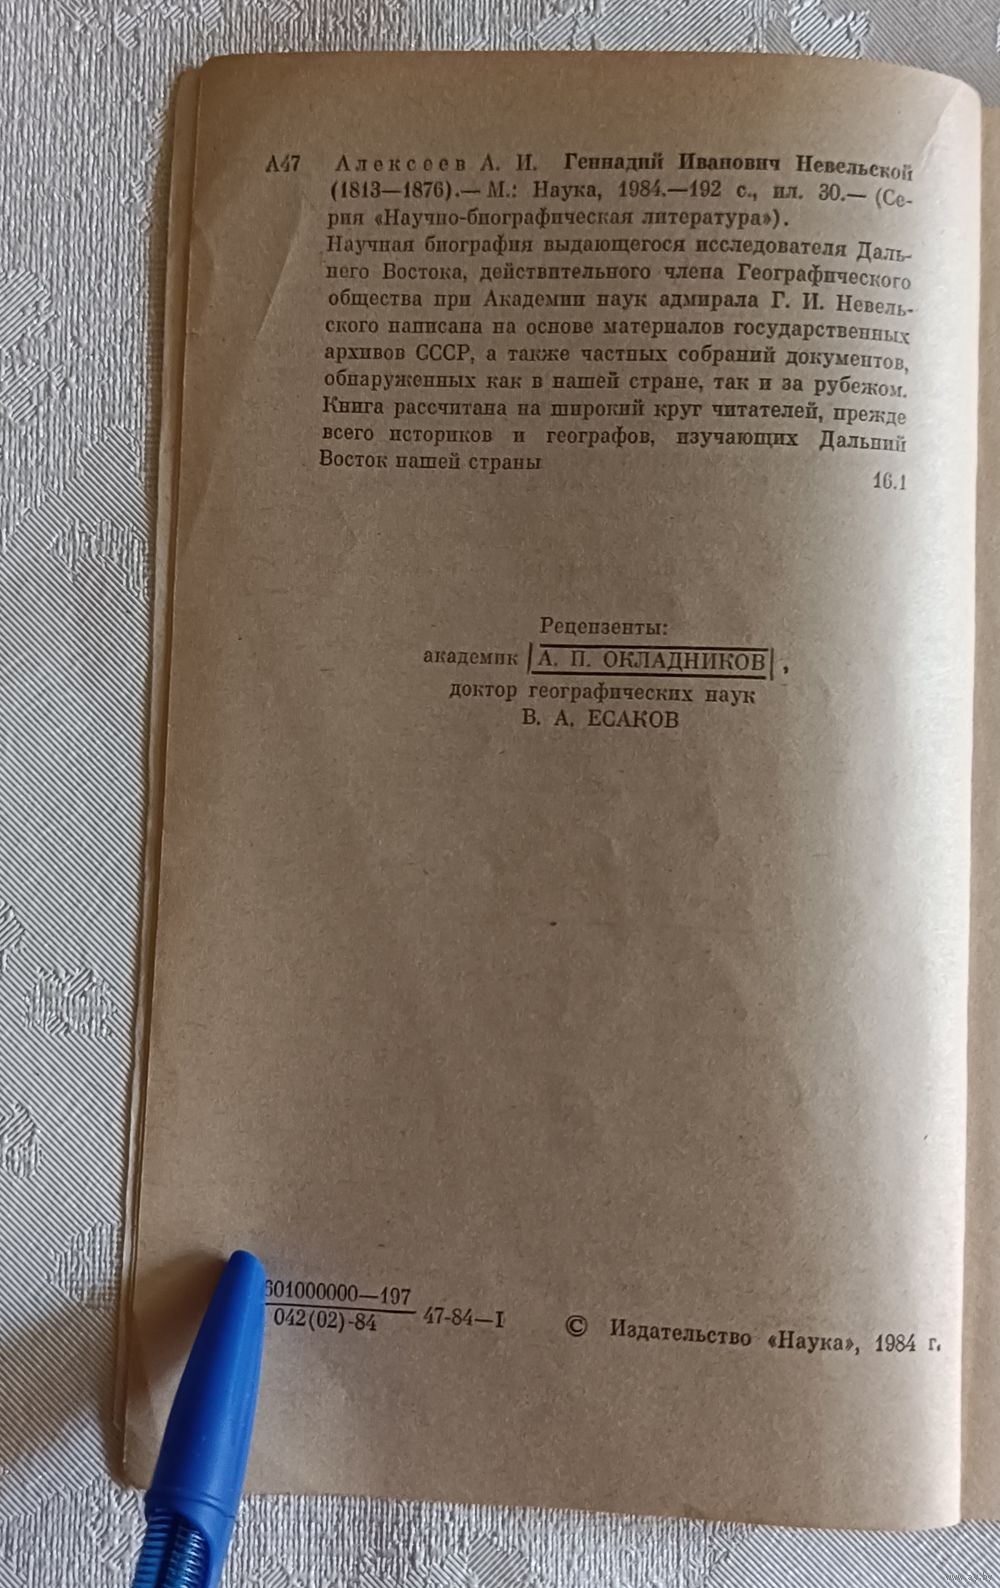 А47 Алексеев А. И. Геннадий Иванович Невельской
(1813—1876).— М.: Наука, 1984.—192 с., ил. 30.— (Се-
рия «Научно-биографическая литература»).
Научная биография выдающегося исследователя Даль-
него Востока, действительного члена Географического
общества при Академии наук адмирала Г. И. Невель-
ского написана на основе материалов государственных
архивов СССР, а также частных собраний документов,
обнаруженных как в нашей стране, так и за рубежом.
Книга рассчитана на широкий круг читателей, прежде
всего историков и географов, изучающих Дальний
Восток нашей страны
16.1
Рецензенты:
академик А. П. ОКЛАДНИКОВ,
доктор географических наук
В. А. ЕСАКОВ
601000000—197
042(02)-84 47-84—I
© Издательство «Наука», 1984 г.